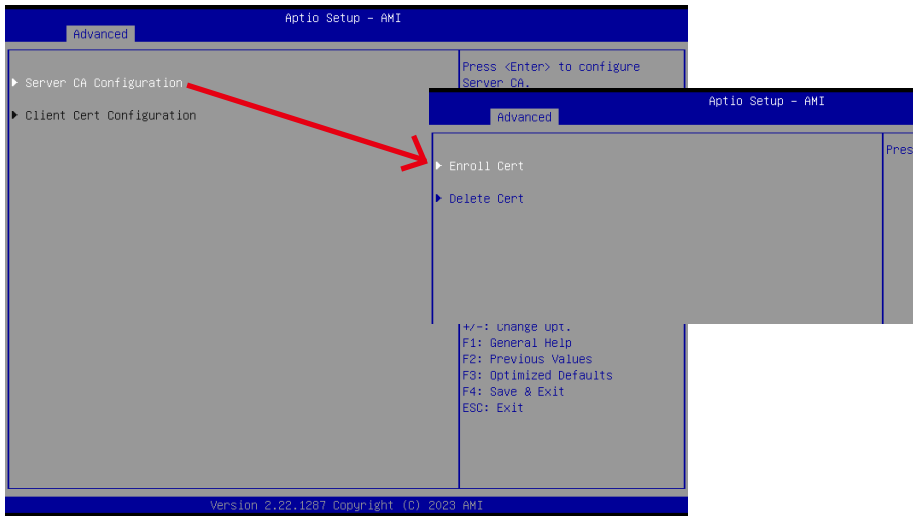 Aptio Setup – AMI
Advanced
Server CA Configuration
Client Cert Configuration
Press <Enter> to configure
Server CA.
Aptio Setup – AMI
Advanced
Enroll Cert
Delete Cert
+/-: Change Opt.
F1: General Help
F2: Previous Values
F3: Optimized Defaults
F4: Save & Exit
ESC: Exit
Version 2.22.1287 Copyright (C) 2023 AMI